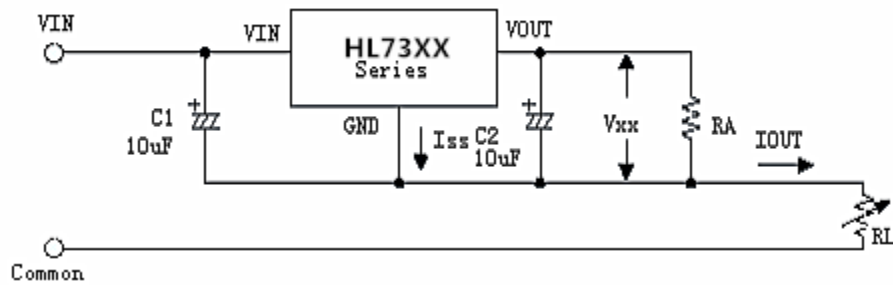 VIN
VIN
HL73XX
Series
VOUT
C1
10uF
GND
Iss
C2
10uF
Vxx
RA
IOUT
RL
Common